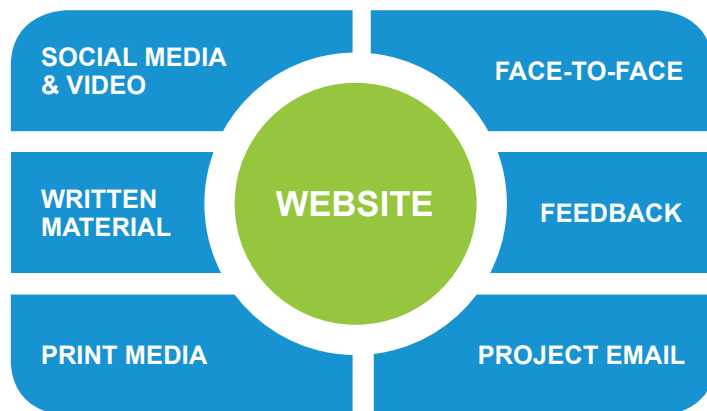 SOCIAL MEDIA
& VIDEO
FACE-TO-FACE
WRITTEN
MATERIAL
WEBSITE
FEEDBACK
PRINT MEDIA
PROJECT EMAIL